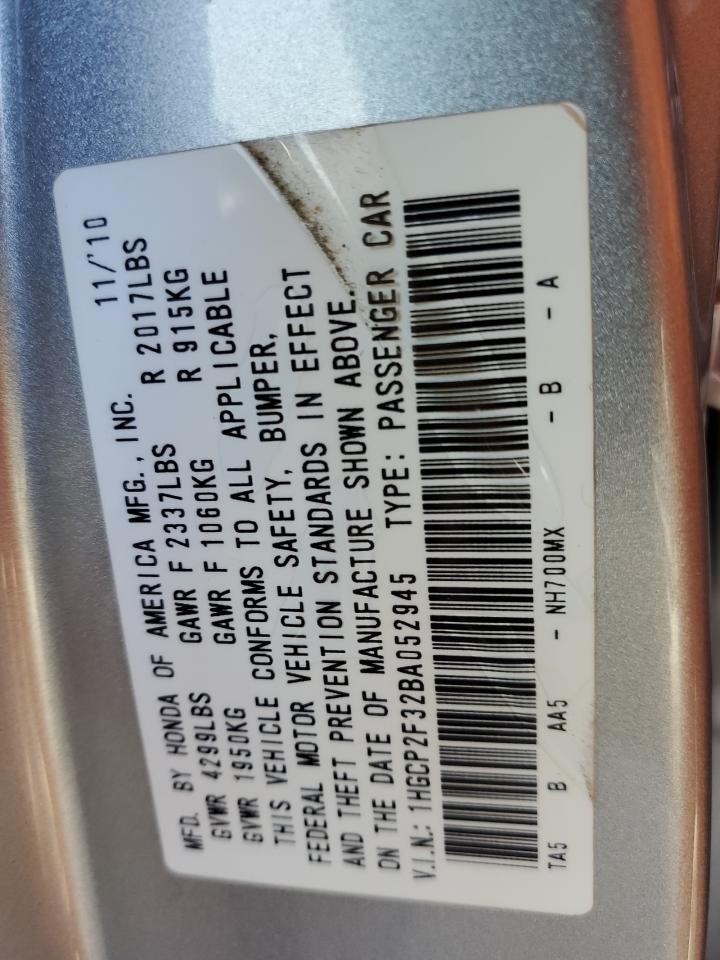 MFD. BY HONDA OF AMERICA MFG., INC. 11/'10
GVWR 4299LBS GAWR F 2337LBS R 2017LBS
GVWR 1950KG GAWR F 1060KG R 915KG
THIS VEHICLE CONFORMS TO ALL APPLICABLE
FEDERAL MOTOR VEHICLE SAFETY, BUMPER,
AND THEFT PREVENTION STANDARDS IN EFFECT
ON THE DATE OF MANUFACTURE SHOWN ABOVE.
V.I.N.: 1HGCP2F32BA052945 TYPE: PASSENGER CAR
TA5 B AA5 - NH700MX - B - A